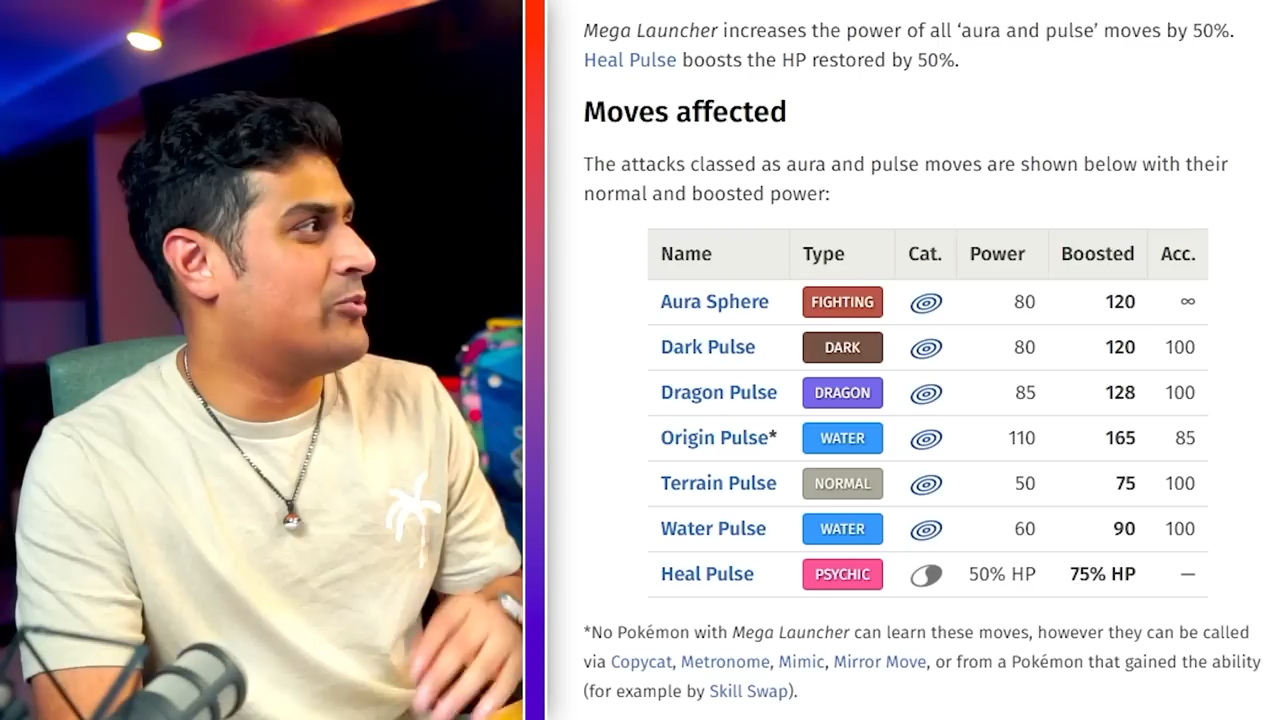 Mega Launcher increases the power of all ‘aura and pulse’ moves by 50%.
Heal Pulse boosts the HP restored by 50%.
Moves affected
The attacks classed as aura and pulse moves are shown below with their
normal and boosted power:
Name Type Cat. Power Boosted Acc.
Aura Sphere FIGHTING 80 120 ∞
Dark Pulse DARK 80 120 100
Dragon Pulse DRAGON 85 128 100
Origin Pulse* WATER 110 165 85
Terrain Pulse NORMAL 50 75 100
Water Pulse WATER 60 90 100
Heal Pulse PSYCHIC 50% HP 75% HP —
*No Pokémon with Mega Launcher can learn these moves, however they can be called
via Copycat, Metronome, Mimic, Mirror Move, or from a Pokémon that gained the ability
(for example by Skill Swap).